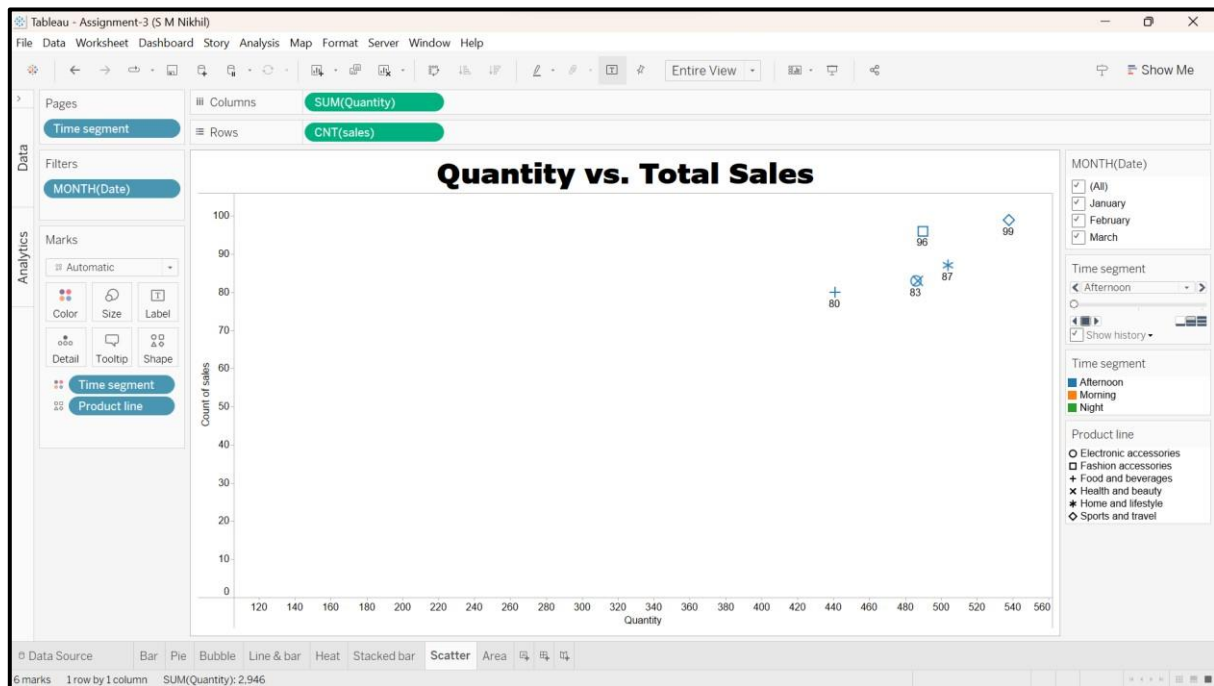 Tableau - Assignment-3 (S M Nikhil)
File Data Worksheet Dashboard Story Analysis Map Format Server Window Help
Entire View
Show Me
Pages
Time segment
Columns
SUM(Quantity)
Rows
CNT(sales)
Data
Analytics
Filters
MONTH(Date)
Marks
Automatic
Color Size Label
Detail Tooltip Shape
Time segment
Product line
Quantity vs. Total Sales
Count of sales
100
90
80
70
60
50
40
30
20
10
0
99
96
87
83
80
120 140 160 180 200 220 240 260 280 300 320 340 360 380 400 420 440 460 480 500 520 540 560
Quantity
MONTH(Date)
(All)
January
February
March
Time segment
Afternoon
Show history
Time segment
Afternoon
Morning
Night
Product line
Electronic accessories
Fashion accessories
Food and beverages
Health and beauty
Home and lifestyle
Sports and travel
Data Source Bar Pie Bubble Line & bar Heat Stacked bar Scatter Area
6 marks 1 row by 1 column SUM(Quantity): 2,946